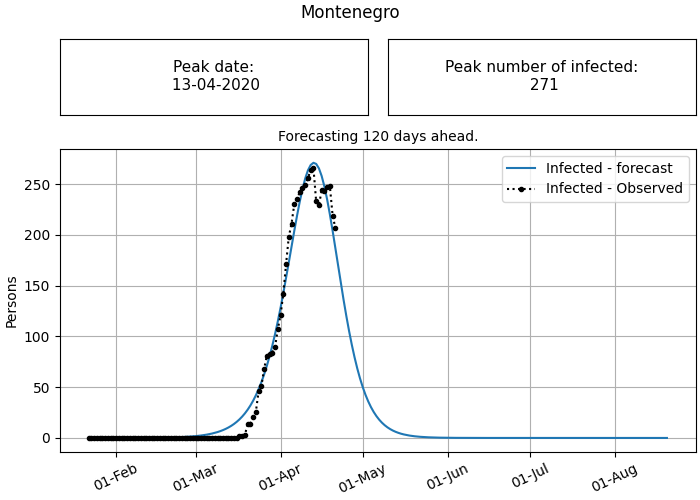 Montenegro
Peak date:
13-04-2020
Peak number of infected:
271
Forecasting 120 days ahead.
Infected - forecast
Infected - Observed
Persons
250
200
150
100
50
0
01-Feb
01-Mar
01-Apr
01-May
01-Jun
01-Jul
01-Aug